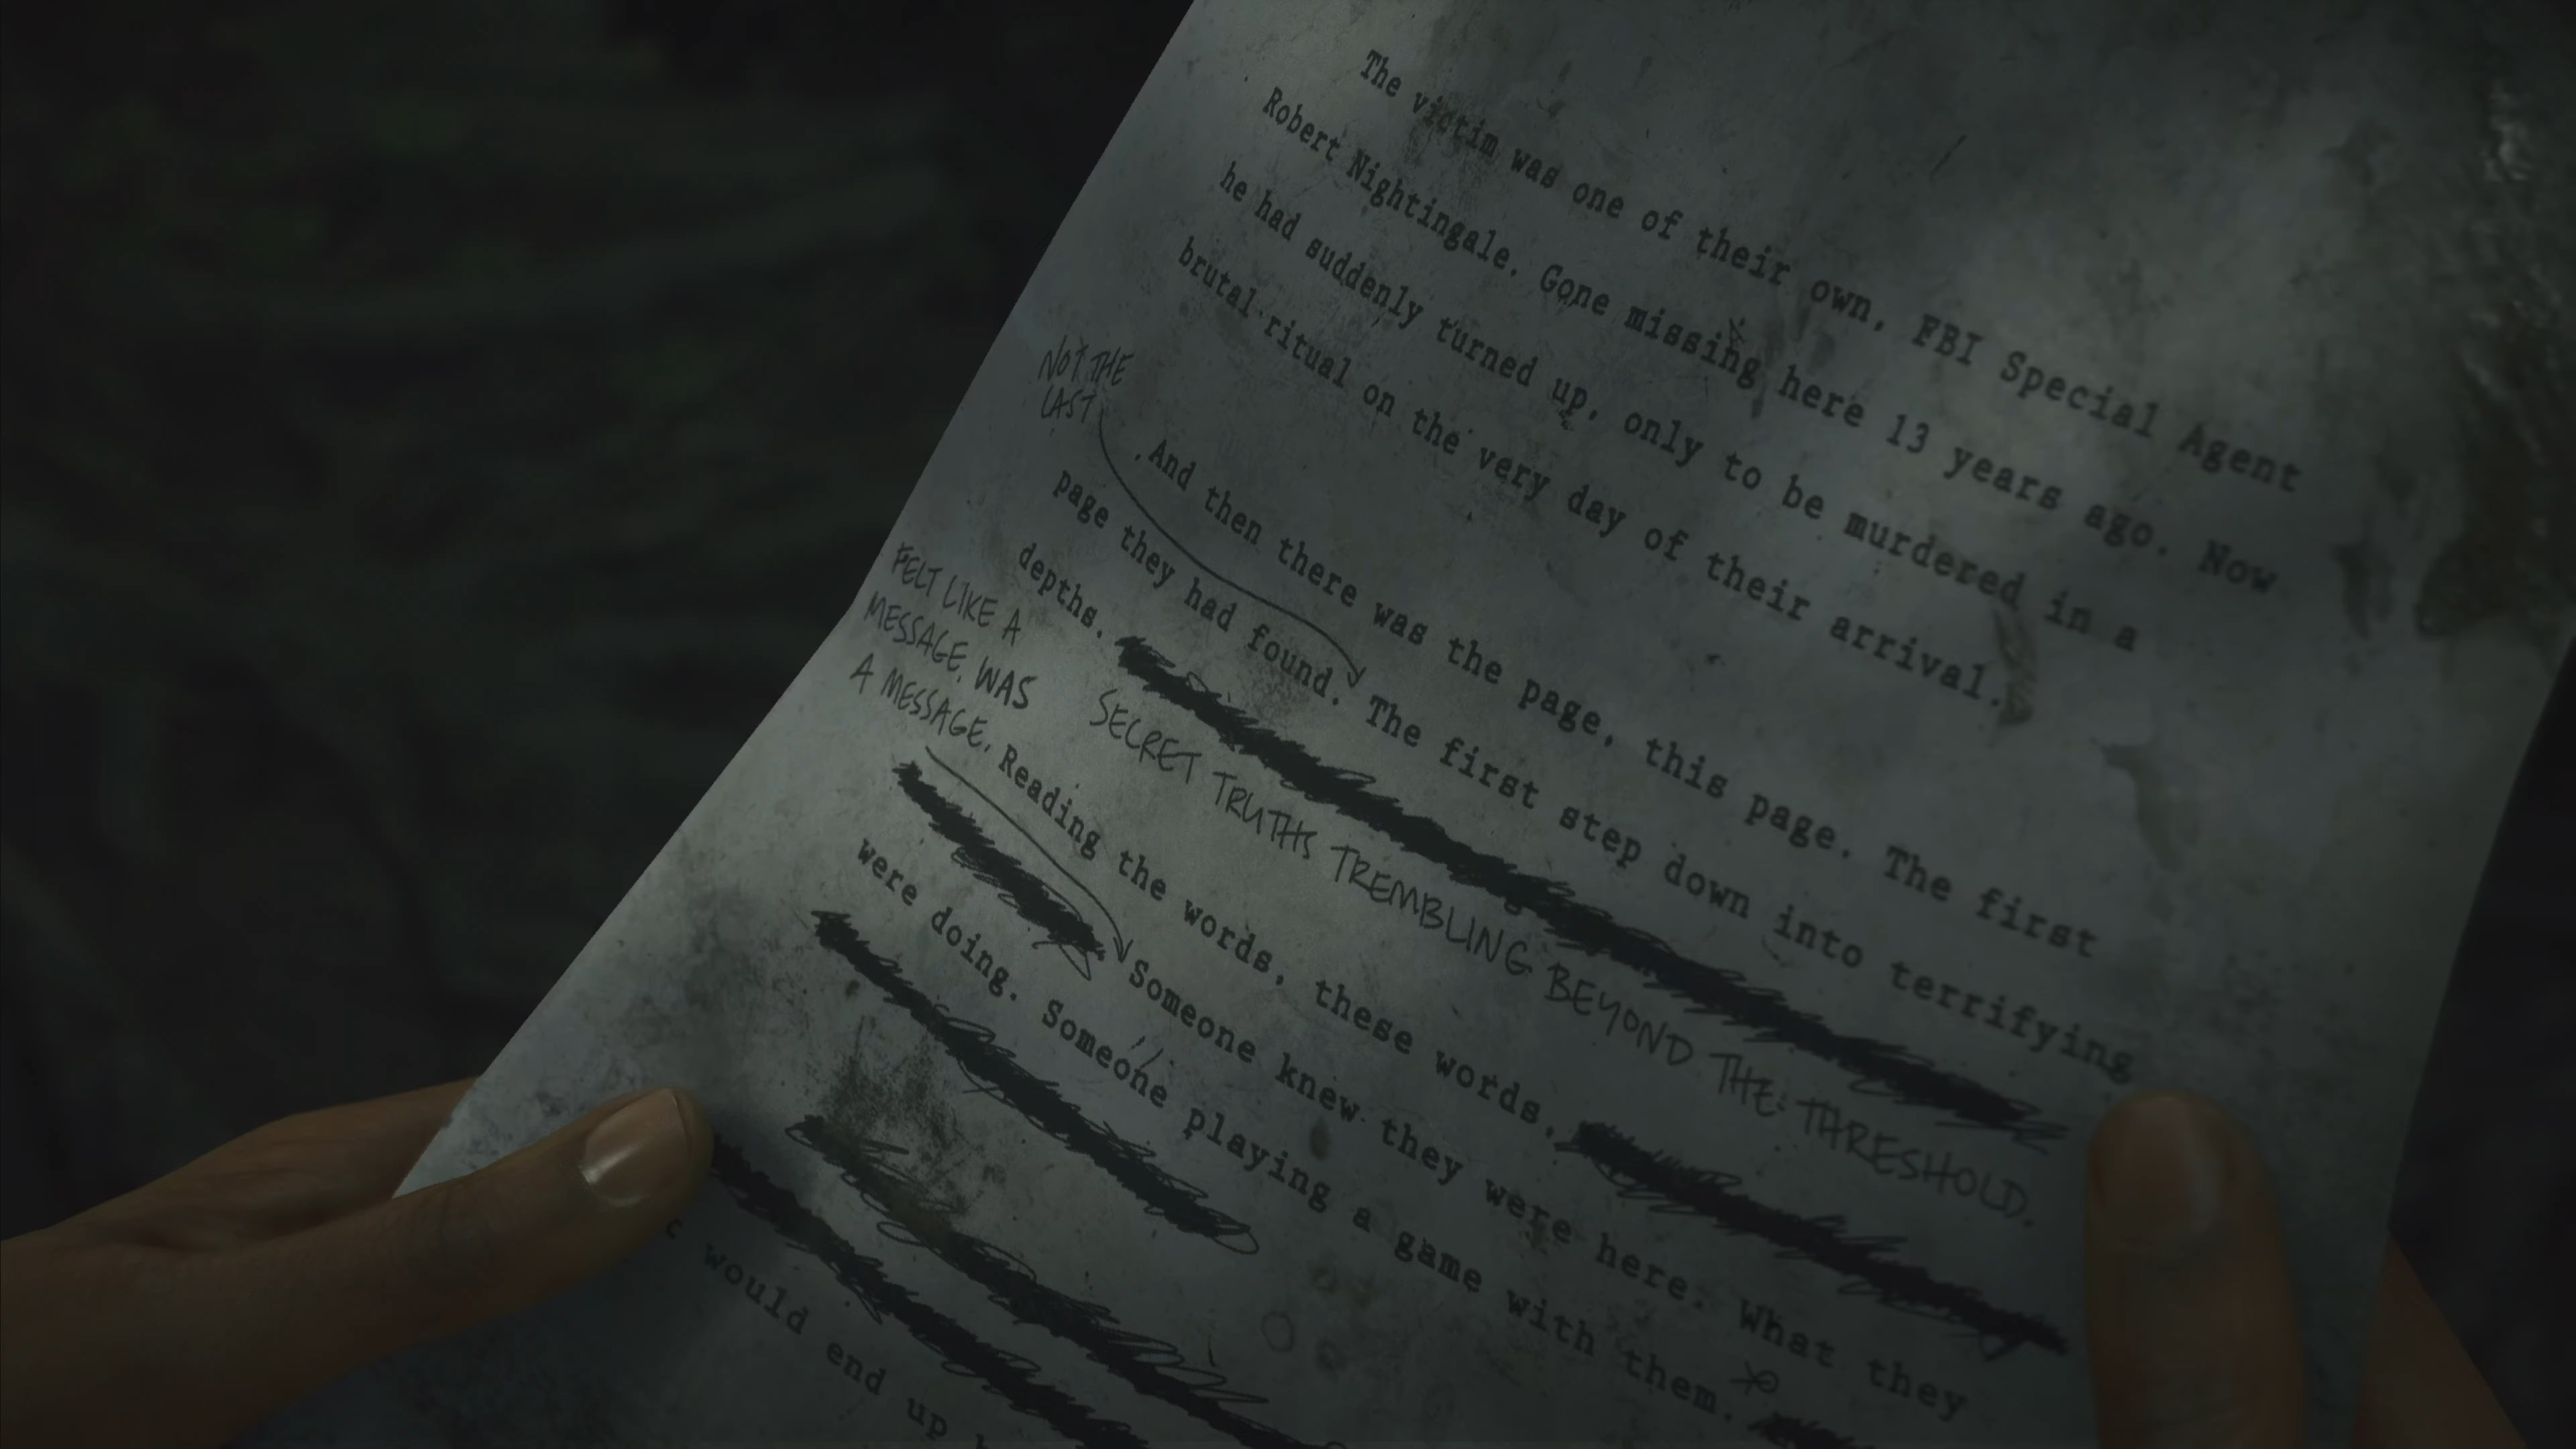 The victim was one of their own, FBI Special Agent
Robert Nightingale. Gone missing here 13 years ago. Now
he had suddenly turned up, only to be murdered in a
brutal ritual on the very day of their arrival.
NOT THE
LAST
And then there was the page, this page. The first
page they had found. The first step down into terrifying
depths.
SECRET TRUTHS TREMBLING BEYOND THE THRESHOLD.
FELT LIKE A
MESSAGE. WAS
A MESSAGE.
Reading the words, these words,
Someone knew they were here. What they
were doing. Someone playing a game with them.
would end up